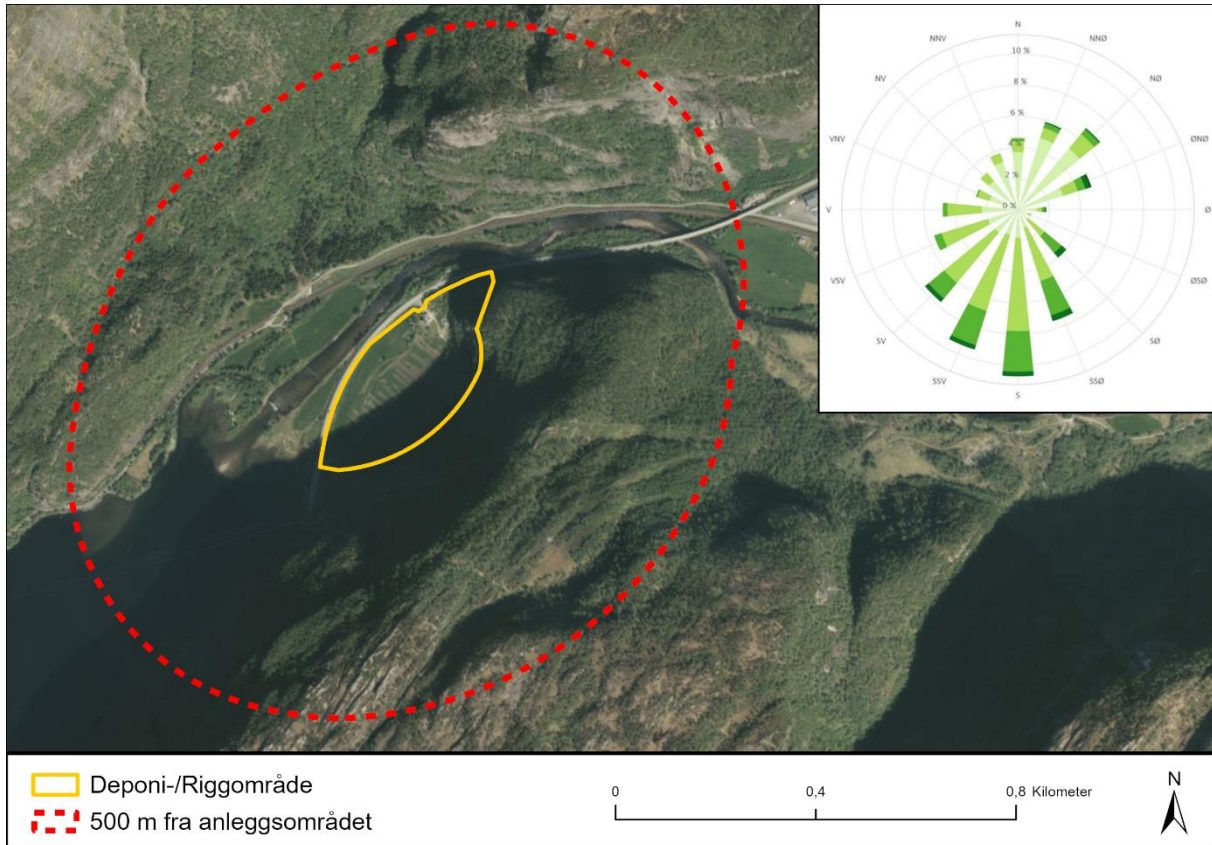 N
NNV
NNØ
10 %
NV
8 %
NØ
6 %
VNV
4 %
ØNØ
2 %
V
0 %
Ø
VSV
ØSØ
SV
SØ
SSV
SSØ
S
Deponi-/Riggområde
500 m fra anleggsområdet
0
0,4
0,8 Kilometer
N